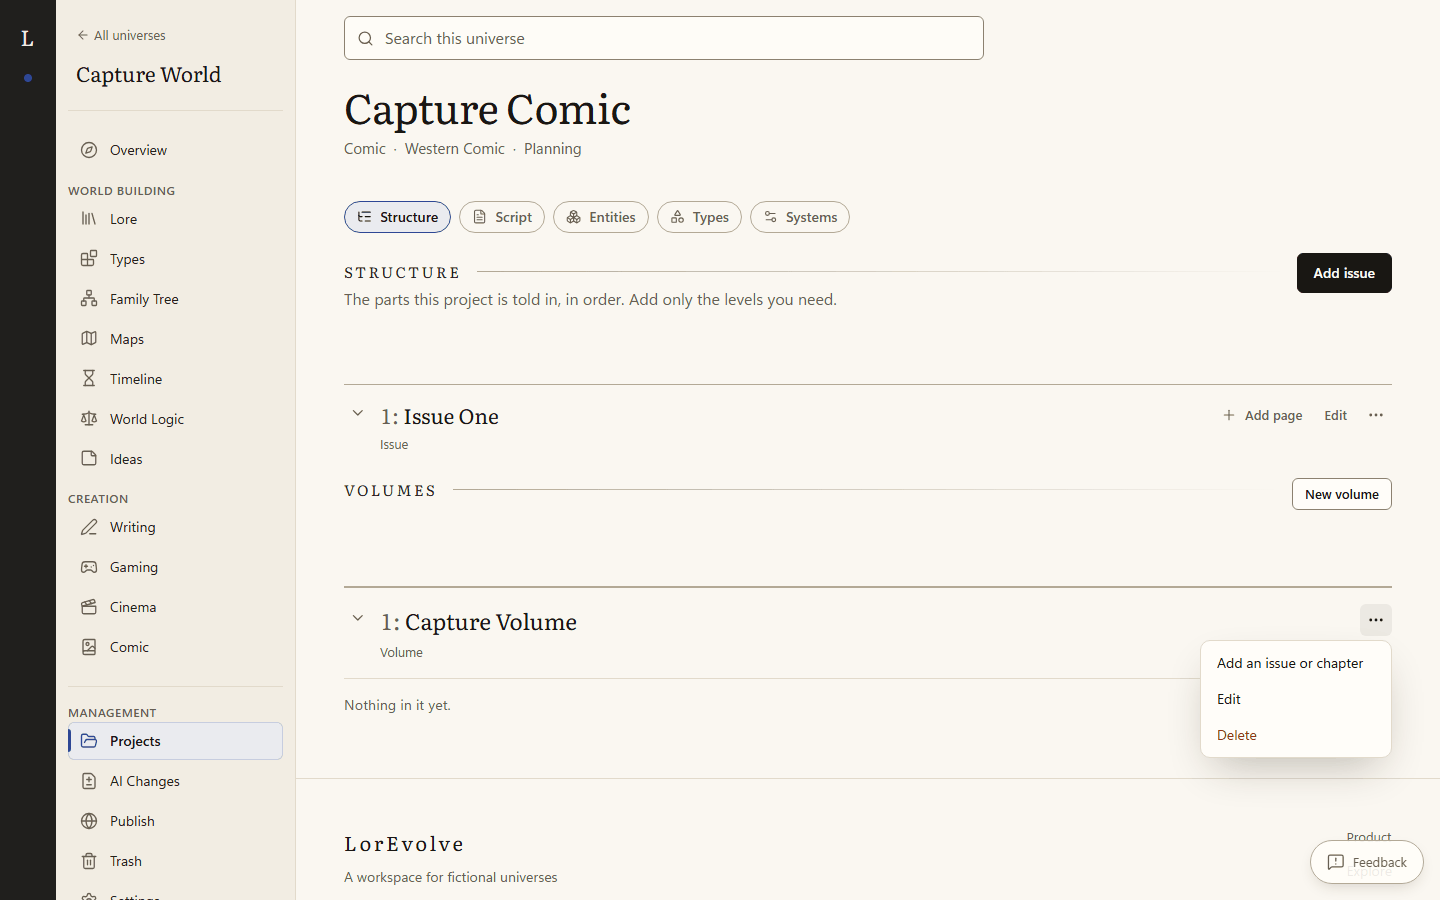 L
All universes
Capture World
Overview
WORLD BUILDING
Lore
Types
Family Tree
Maps
Timeline
World Logic
Ideas
CREATION
Writing
Gaming
Cinema
Comic
MANAGEMENT
Projects
AI Changes
Publish
Trash
Settings
Search this universe
Capture Comic
Comic · Western Comic · Planning
Structure
Script
Entities
Types
Systems
STRUCTURE
Add issue
The parts this project is told in, in order. Add only the levels you need.
1: Issue One
Add page
Edit
Issue
VOLUMES
New volume
1: Capture Volume
Volume
Add an issue or chapter
Edit
Delete
Nothing in it yet.
LorEvolve
A workspace for fictional universes
Product
Explore
Feedback